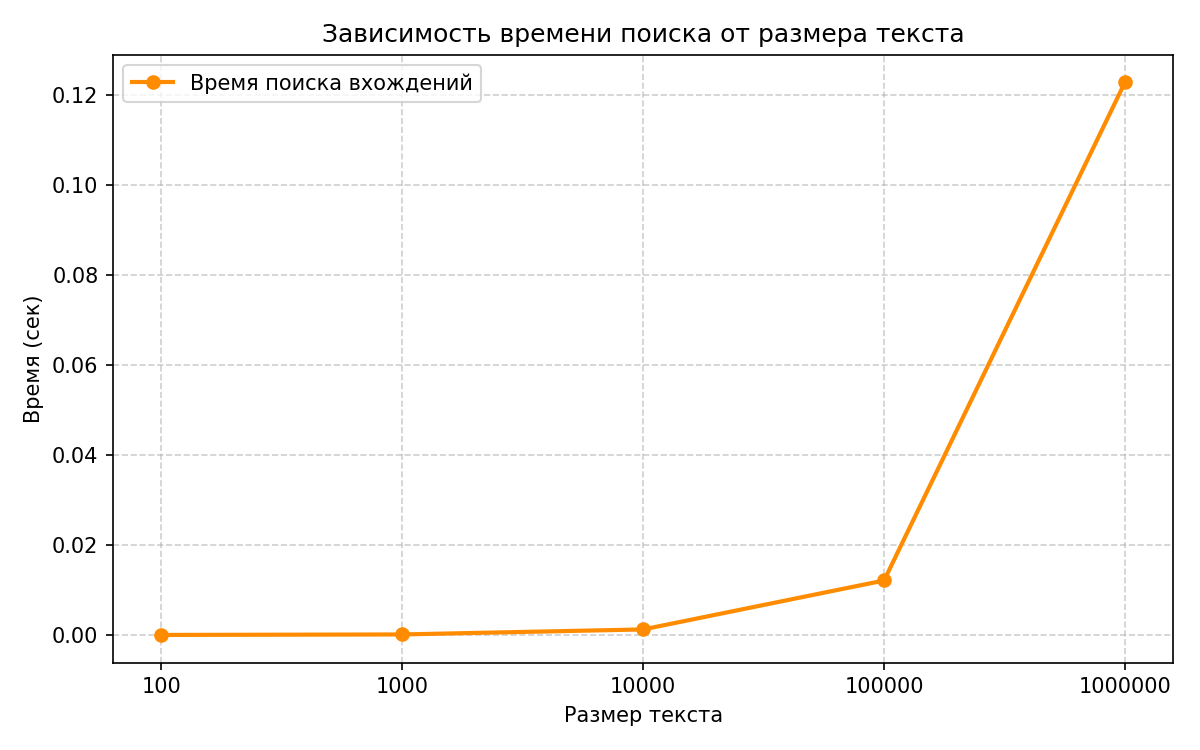 Зависимость времени поиска от размера текста
Время поиска вхождений
0.12
0.10
0.08
0.06
0.04
0.02
0.00
Время (сек)
100 1000 10000 100000 1000000
Размер текста